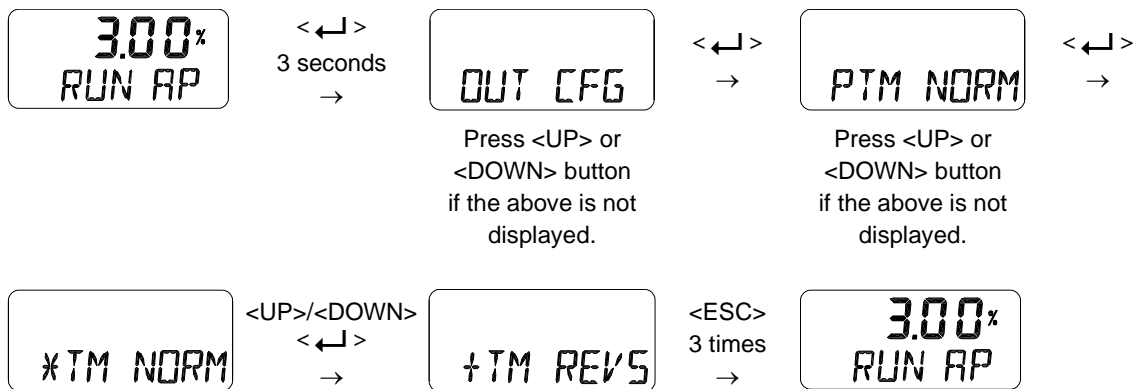 3.00%
RUN AP
<↵>
3 seconds
→
OUT CFG
Press <UP> or
<DOWN> button
if the above is not
displayed.
<↵>
→
PTM NORM
Press <UP> or
<DOWN> button
if the above is not
displayed.
<↵>
→
*TM NORM
<UP>/<DOWN>
<↵>
→
+TM REVS
<ESC>
3 times
→
3.00%
RUN AP